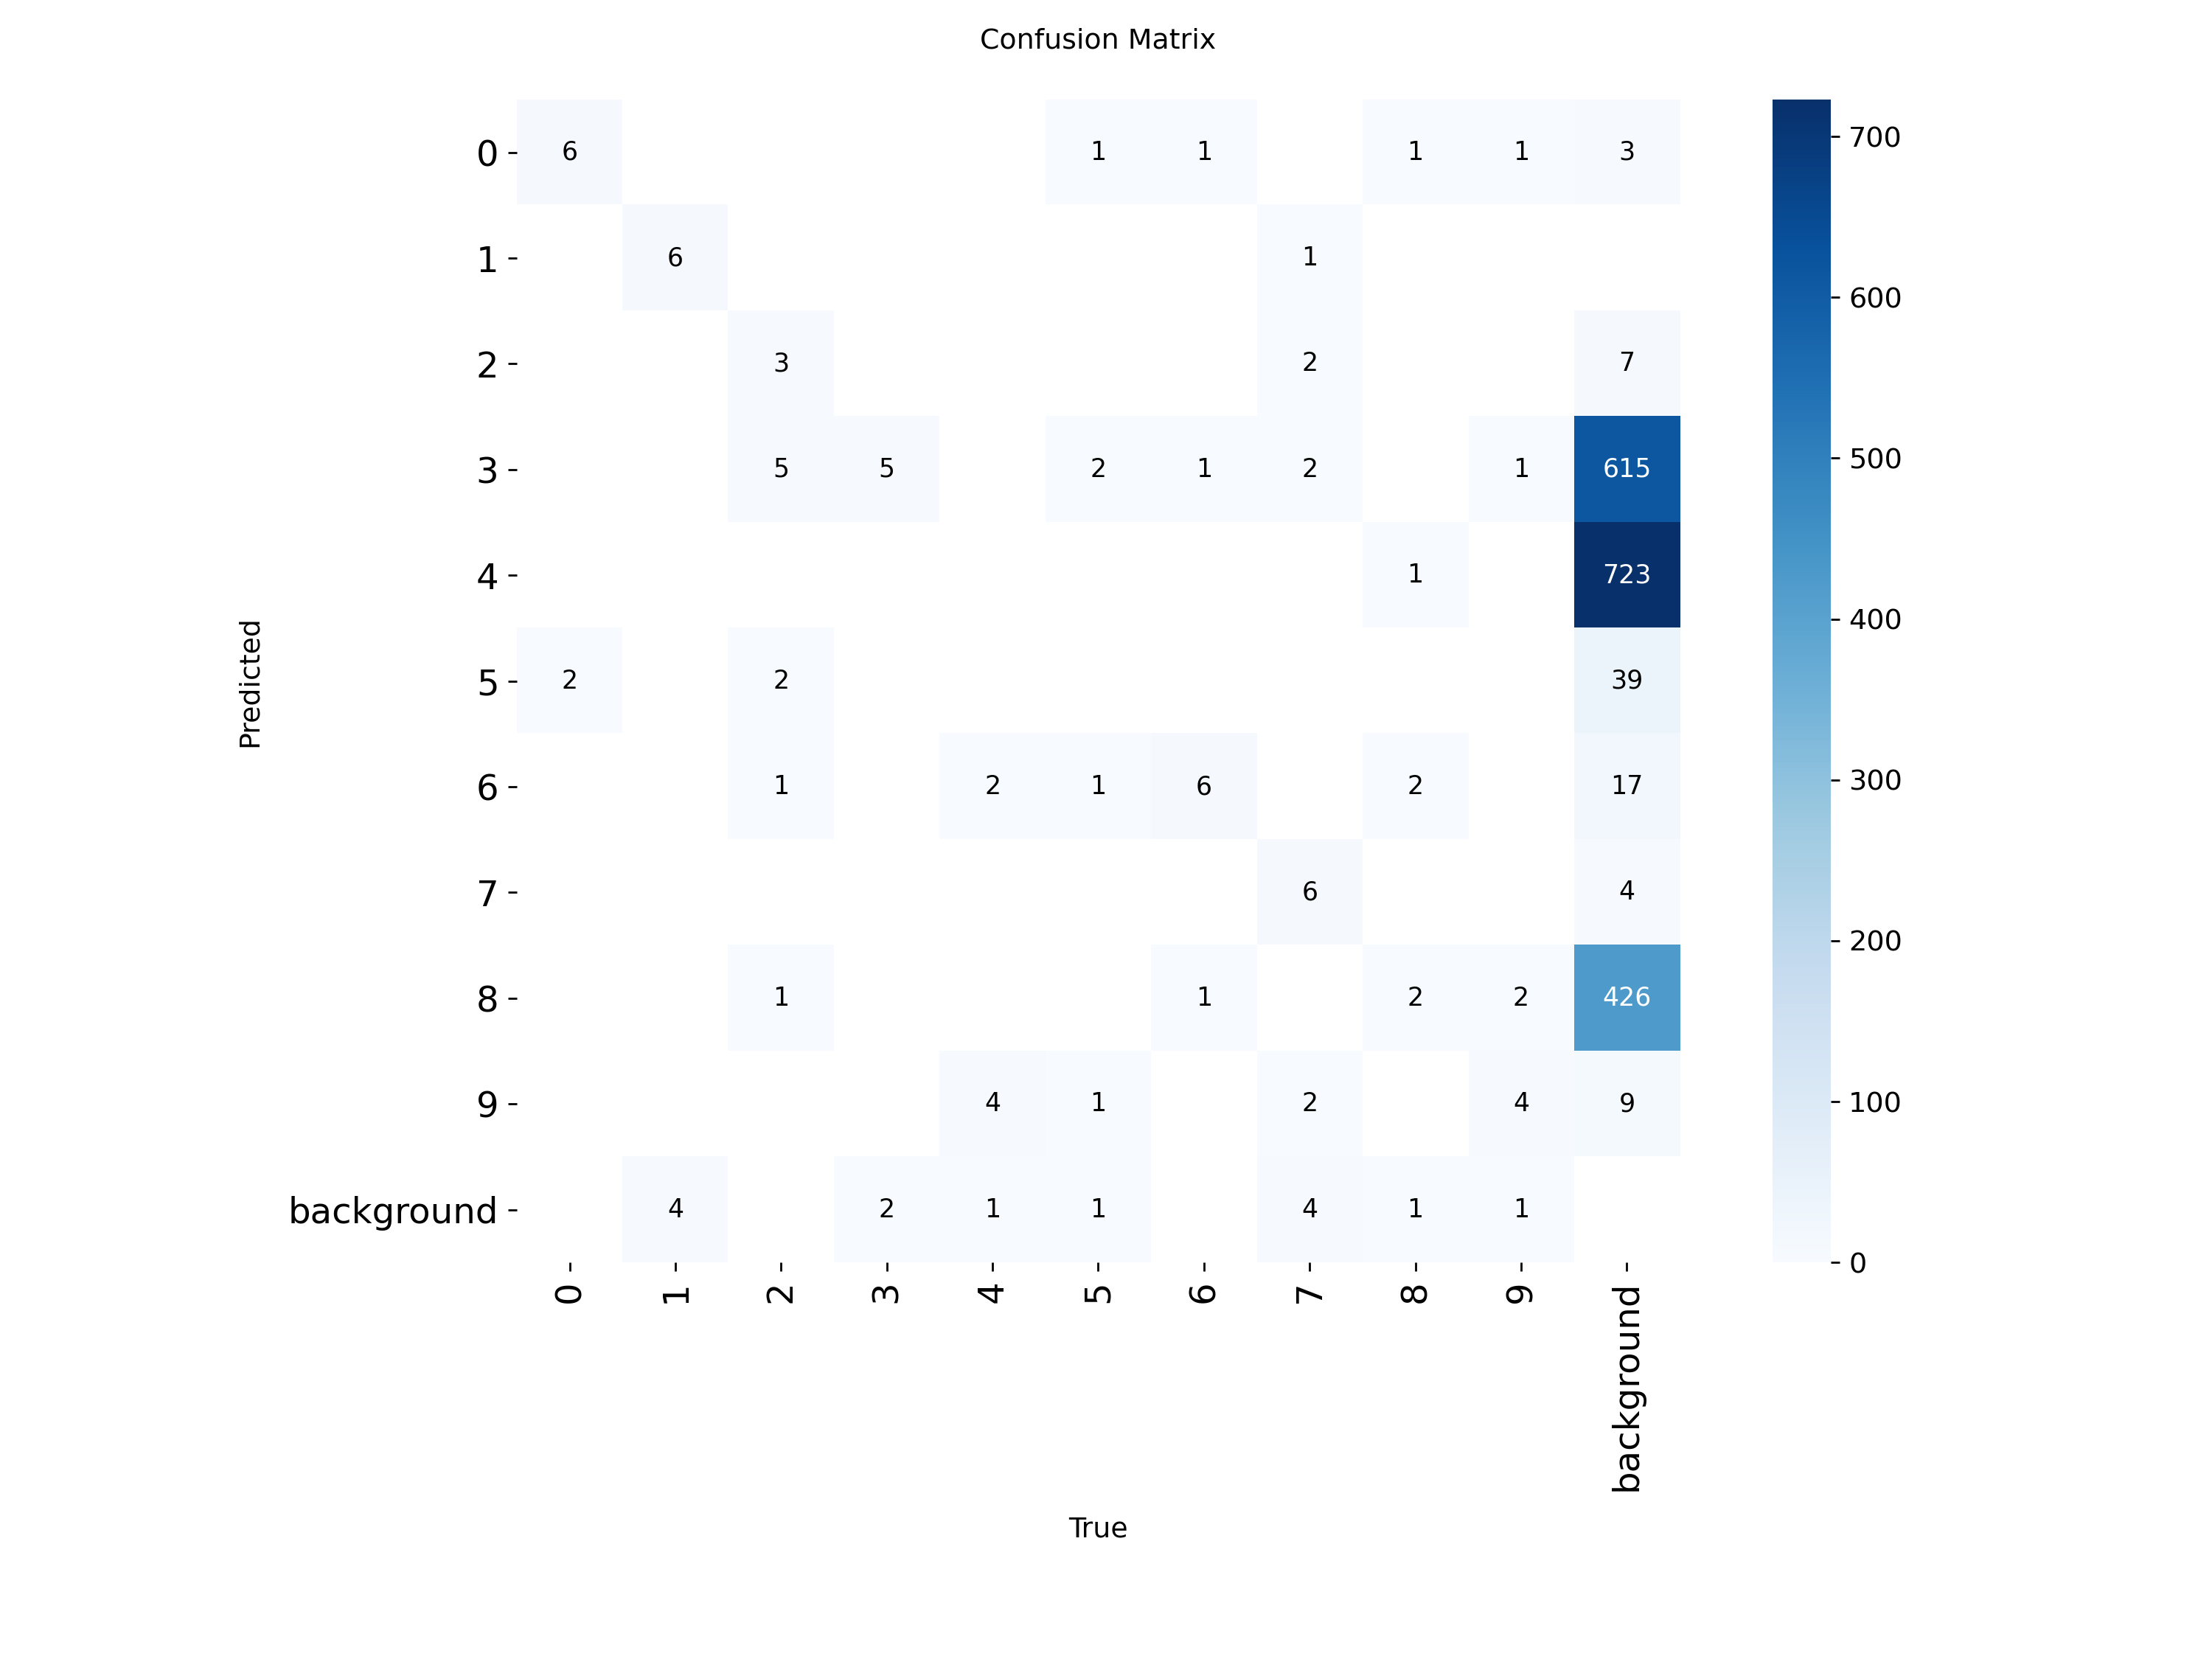 Confusion Matrix
0 6 1 1 1 1 3
1 6 1
2 3 2 7
3 5 5 2 1 2 1 615
4 1 723
5 2 2 39
6 1 2 1 6 2 17
7 6 4
8 1 1 2 2 426
9 4 1 2 4 9
background 4 2 1 1 4 1 1
0 1 2 3 4 5 6 7 8 9 background
True
Predicted
700
600
500
400
300
200
100
0